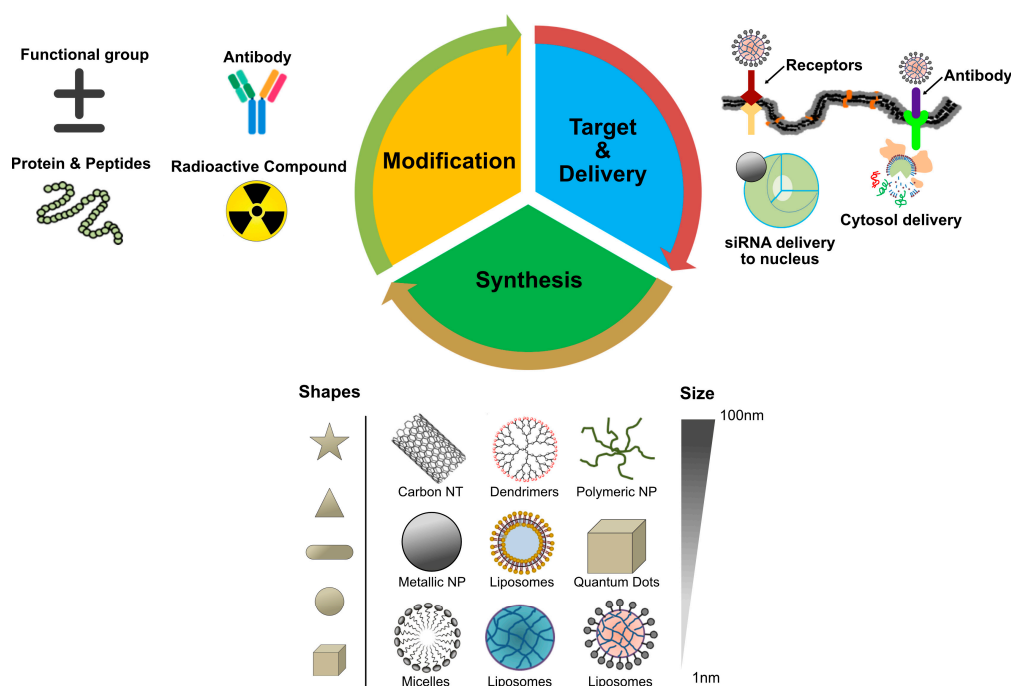 Functional group
Antibody
Protein & Peptides
Radioactive Compound
Modification
Target
&
Delivery
Synthesis
Receptors
Antibody
siRNA delivery
to nucleus
Cytosol delivery
Shapes
Size
100nm
Carbon NT
Dendrimers
Polymeric NP
Metallic NP
Liposomes
Quantum Dots
Micelles
Liposomes
Liposomes
1nm